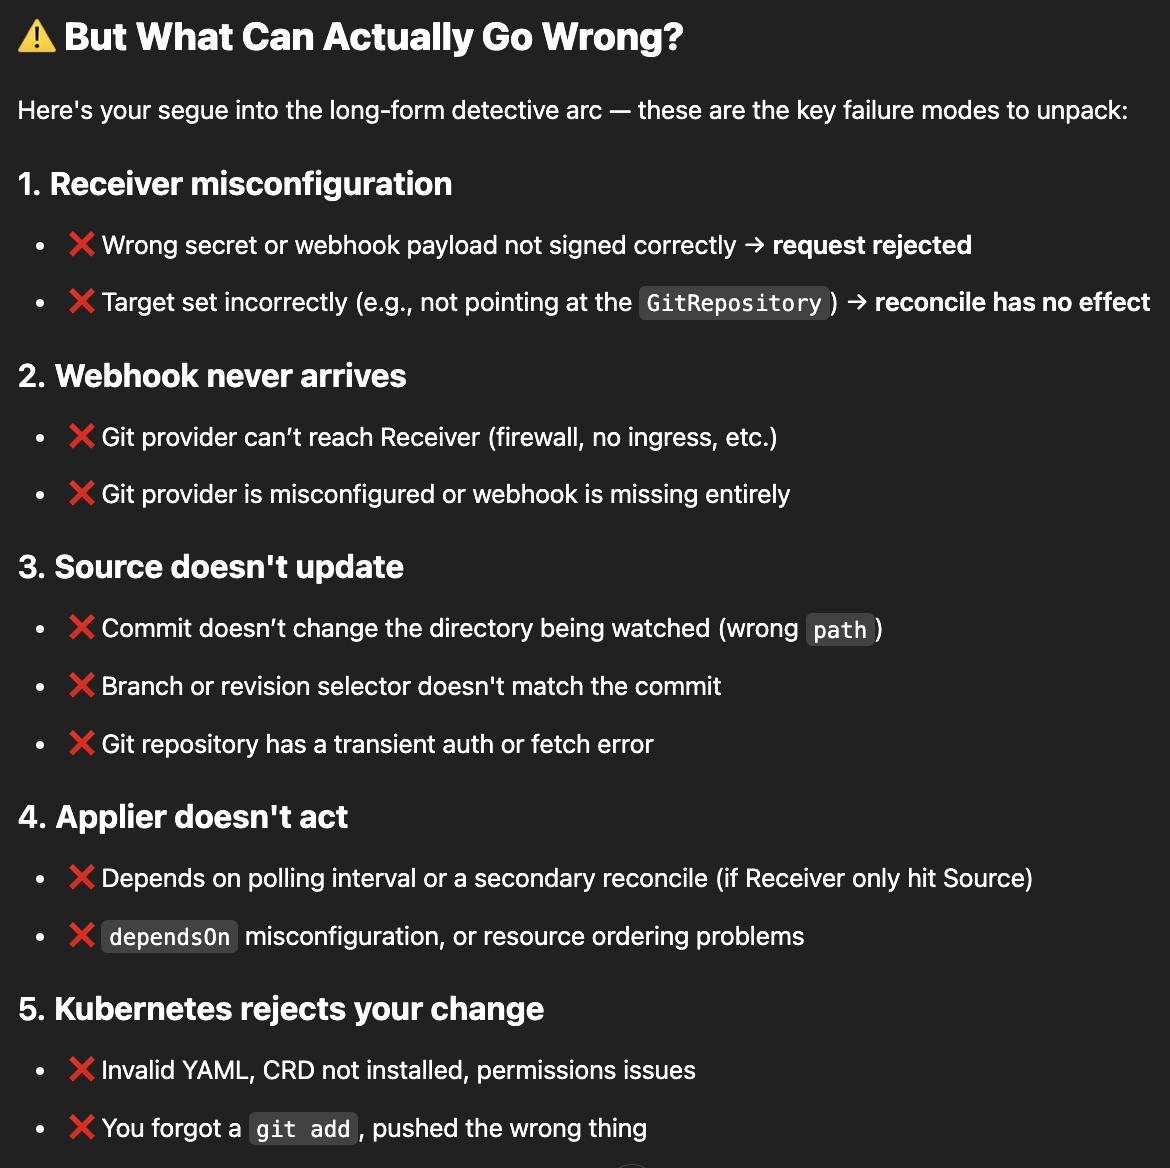 ⚠️ But What Can Actually Go Wrong?
Here's your segue into the long-form detective arc — these are the key failure modes to unpack:
1. Receiver misconfiguration
• ❌ Wrong secret or webhook payload not signed correctly → request rejected
• ❌ Target set incorrectly (e.g., not pointing at the GitRepository) → reconcile has no effect
2. Webhook never arrives
• ❌ Git provider can’t reach Receiver (firewall, no ingress, etc.)
• ❌ Git provider is misconfigured or webhook is missing entirely
3. Source doesn't update
• ❌ Commit doesn’t change the directory being watched (wrong path)
• ❌ Branch or revision selector doesn't match the commit
• ❌ Git repository has a transient auth or fetch error
4. Applier doesn't act
• ❌ Depends on polling interval or a secondary reconcile (if Receiver only hit Source)
• ❌ dependsOn misconfiguration, or resource ordering problems
5. Kubernetes rejects your change
• ❌ Invalid YAML, CRD not installed, permissions issues
• ❌ You forgot a git add, pushed the wrong thing